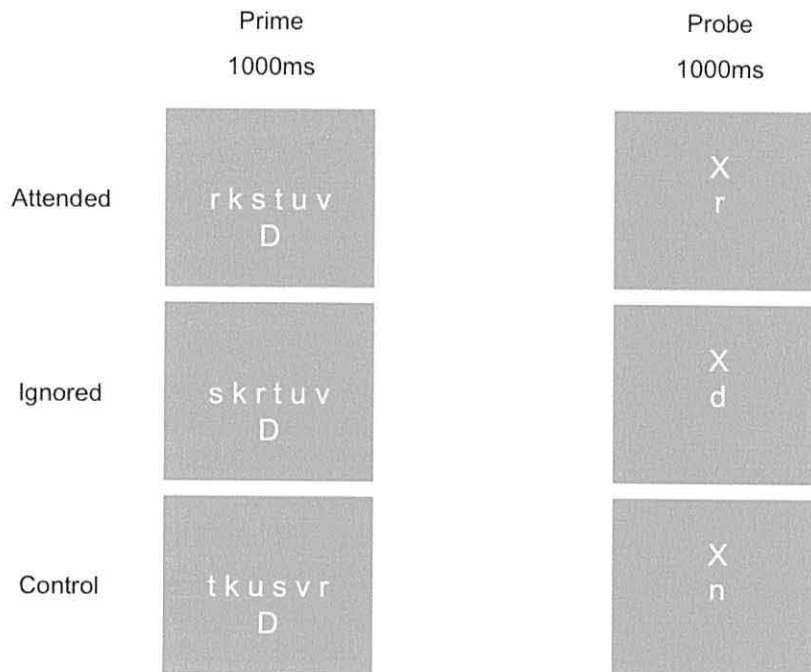 Prime Probe
1000ms 1000ms
Attended
r k s t u v
D
X
r
Ignored
s k r t u v
D
X
d
Control
t k u s v r
D
X
n